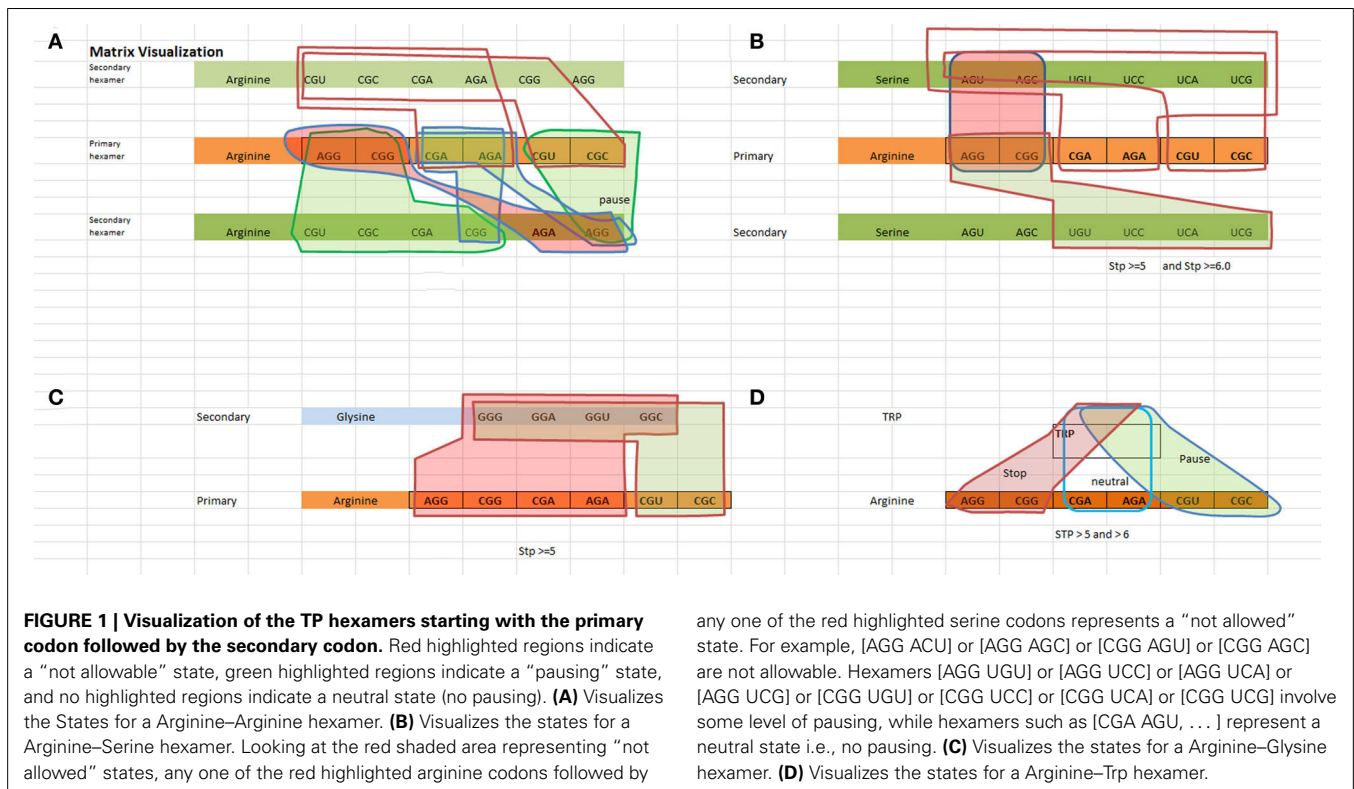 A
Matrix Visualization
Secondary hexamer Arginine CGU CGC CGA AGA CGG AGG
Primary hexamer Arginine AGG CGG CGA AGA CGU CGC
pause
Secondary hexamer Arginine CGU CGC CGA CGG AGA AGG
B
Secondary Serine AGU AGC UGU UCC UCA UCG
Primary Arginine AGG CGG CGA AGA CGU CGC
Secondary Serine AGU AGC UGU UCC UCA UCG
Stp >=5 and Stp >=6.0
C
Secondary Glysine GGG GGA GGU GGC
Primary Arginine AGG CGG CGA AGA CGU CGC
Stp >=5
D
TRP
TRP
Stop neutral Pause
Arginine AGG CGG CGA AGA CGU CGC
STP > 5 and > 6
FIGURE 1 | Visualization of the TP hexamers starting with the primary
codon followed by the secondary codon. Red highlighted regions indicate
a “not allowable” state, green highlighted regions indicate a “pausing” state,
and no highlighted regions indicate a neutral state (no pausing). (A) Visualizes
the States for a Arginine–Arginine hexamer. (B) Visualizes the states for a
Arginine–Serine hexamer. Looking at the red shaded area representing “not
allowed” states, any one of the red highlighted arginine codons followed by
any one of the red highlighted serine codons represents a “not allowed”
state. For example, [AGG ACU] or [AGG AGC] or [CGG AGU] or [CGG AGC]
are not allowable. Hexamers [AGG UGU] or [AGG UCC] or [AGG UCA] or
[AGG UCG] or [CGG UGU] or [CGG UCC] or [CGG UCA] or [CGG UCG] involve
some level of pausing, while hexamers such as [CGA AGU, . . . ] represent a
neutral state i.e., no pausing. (C) Visualizes the states for a Arginine–Glysine
hexamer. (D) Visualizes the states for a Arginine–Trp hexamer.